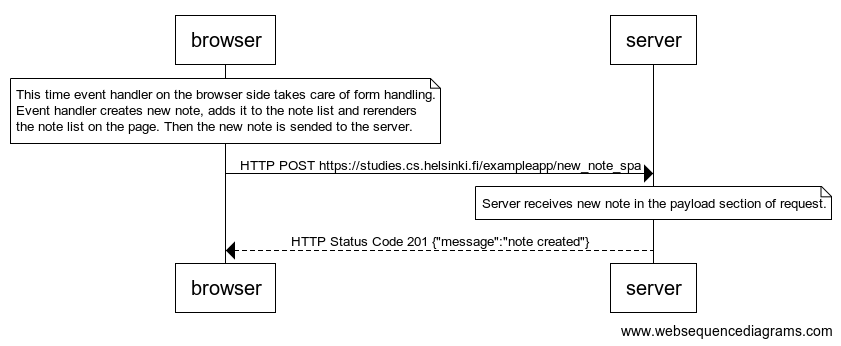 browser
server
This time event handler on the browser side takes care of form handling.
Event handler creates new note, adds it to the note list and rerenders
the note list on the page. Then the new note is sended to the server.
HTTP POST https://studies.cs.helsinki.fi/exampleapp/new_note_spa
Server receives new note in the payload section of request.
HTTP Status Code 201 {"message":"note created"}
browser
server
www.websequencediagrams.com